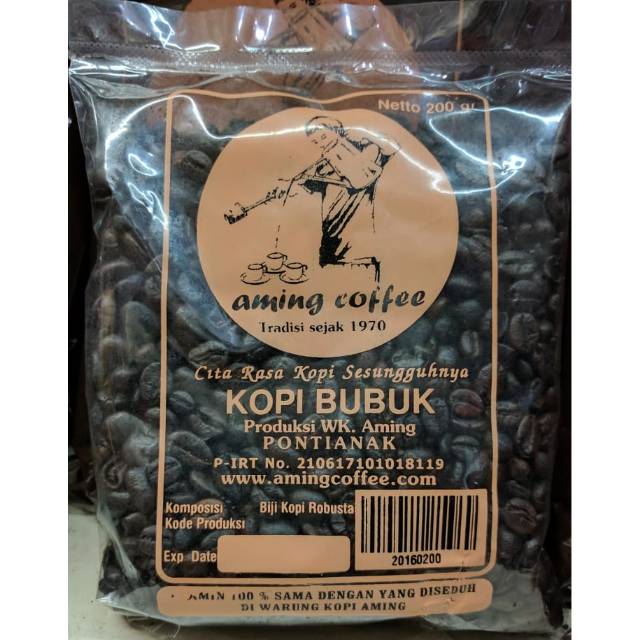 Netto 200 gr
aming coffee
Tradisi sejak 1970
Cita Rasa Kopi Sesungguhnya
KOPI BUBUK
Produksi WK. Aming
PONTIANAK
P-IRT No. 210617101018119
www.amingcoffee.com
Komposisi Biji Kopi Robusta
Kode Produksi
Exp Date
20160200
100 % SAMA DENGAN YANG DISEDUH
DI WARUNG KOPI AMING